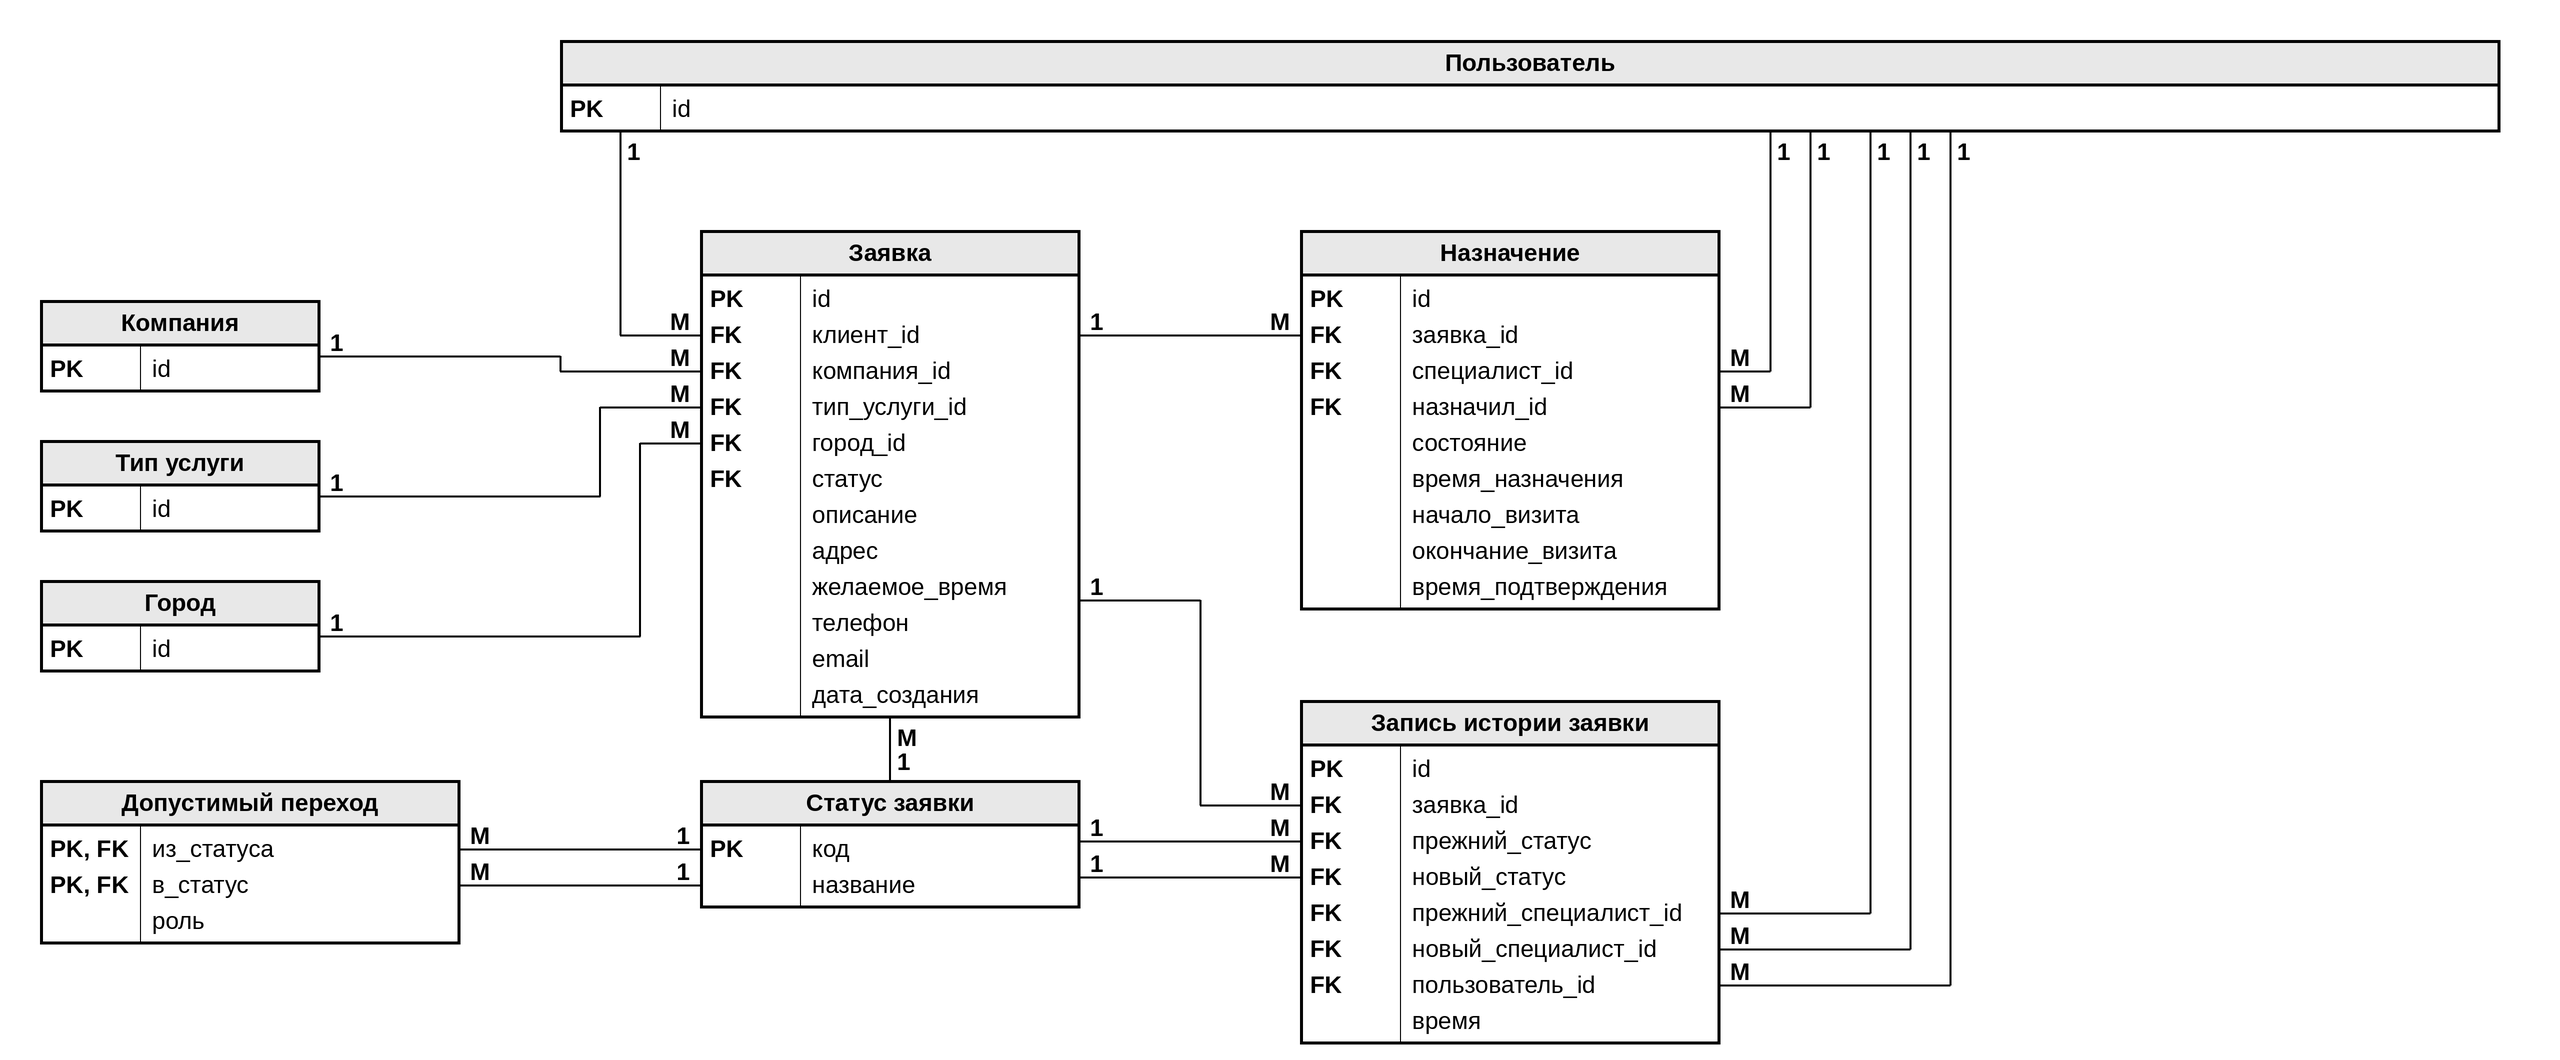 Пользователь
PK id
1
1 1 1 1 1
Заявка
PK id
M FK клиент_id
M FK компания_id
M FK тип_услуги_id
M FK город_id
FK статус
описание
адрес
желаемое_время
телефон
email
дата_создания
1 M
1
M
1
Назначение
PK id
FK заявка_id
FK специалист_id M
FK назначил_id M
состояние
время_назначения
начало_визита
окончание_визита
время_подтверждения
Компания
PK id
1
Тип услуги
PK id
1
Город
PK id
1
Допустимый переход
PK, FK из_статуса M 1
PK, FK в_статус M 1
роль
Статус заявки
PK код
название
1 M
1 M
Запись истории заявки
PK id
M FK заявка_id
FK прежний_статус
FK новый_статус
FK прежний_специалист_id M
FK новый_специалист_id M
FK пользователь_id M
время